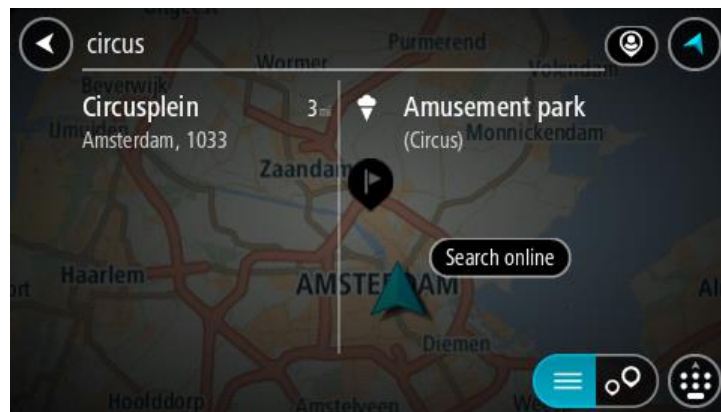 circus
Purmerend
Wormer
Volendam
Beverwijk
Circusplein
3 mi
Amusement park
Amsterdam, 1033
(Circus)
Monnickendam
Zaandam
Search online
Haarlem
AMSTERDAM
Diemen
Hoofddorp
Amstelveen